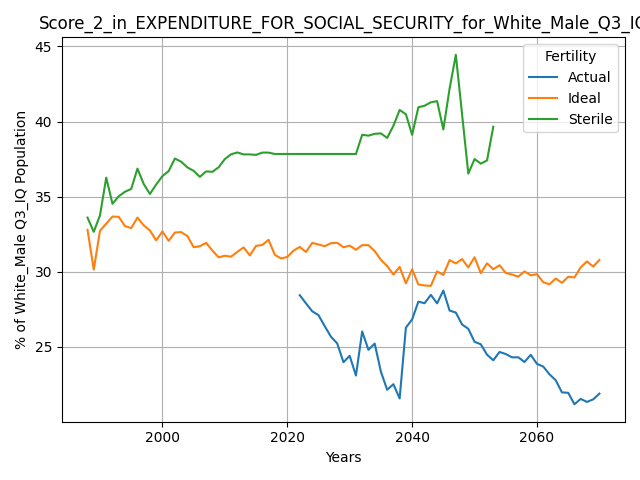 Score_2_in_EXPENDITURE_FOR_SOCIAL_SECURITY_for_White_Male_Q3_IQ
Fertility
Actual
Ideal
Sterile
% of White_Male Q3_IQ Population
45
40
35
30
25
2000
2020
2040
2060
Years